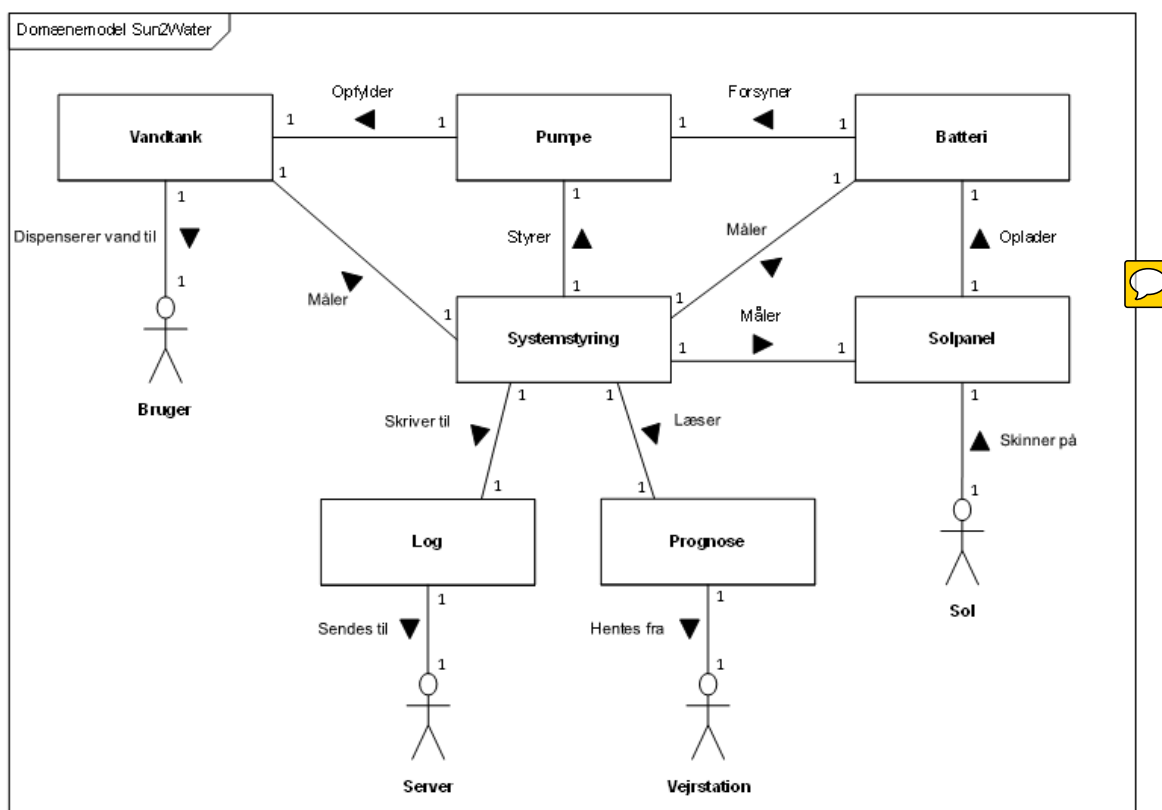 Domænemodel Sun2Water
Opfylder
Forsyner
Vandtank
1
1
Pumpe
1
1
Batteri
1
1
1
1
1
Dispenserer vand til
Styrer
Måler
Oplader
1
Måler
1
1
1
1
Måler
Systemstyring
1
1
Solpanel
Bruger
1
1
1
Skriver til
Læser
Skinner på
1
1
1
Log
Prognose
Sol
1
1
Sendes til
Hentes fra
1
1
Server
Vejrstation